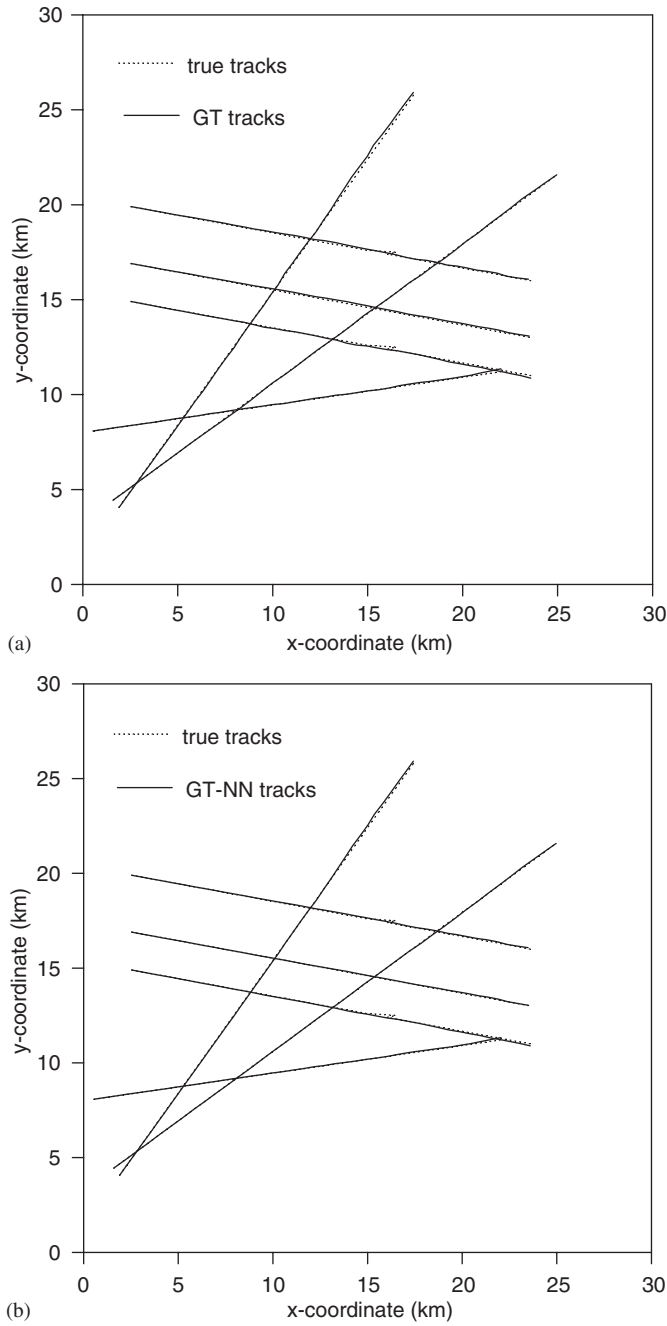 30
true tracks
25
GT tracks
20
y-coordinate (km)
15
10
5
0
0 5 10 15 20 25 30
(a) x-coordinate (km)
30
true tracks
25
GT-NN tracks
20
y-coordinate (km)
15
10
5
0
0 5 10 15 20 25 30
(b) x-coordinate (km)